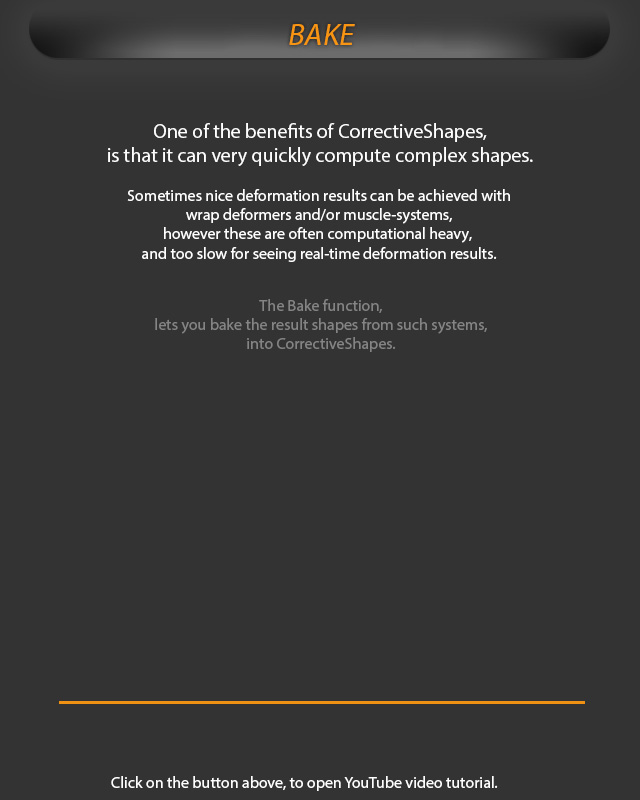 BAKE
One of the benefits of CorrectiveShapes,
is that it can very quickly compute complex shapes.
Sometimes nice deformation results can be achieved with
wrap deformers and/or muscle-systems,
however these are often computational heavy,
and too slow for seeing real-time deformation results.
The Bake function,
lets you bake the result shapes from such systems,
into CorrectiveShapes.
Click on the button above, to open YouTube video tutorial.